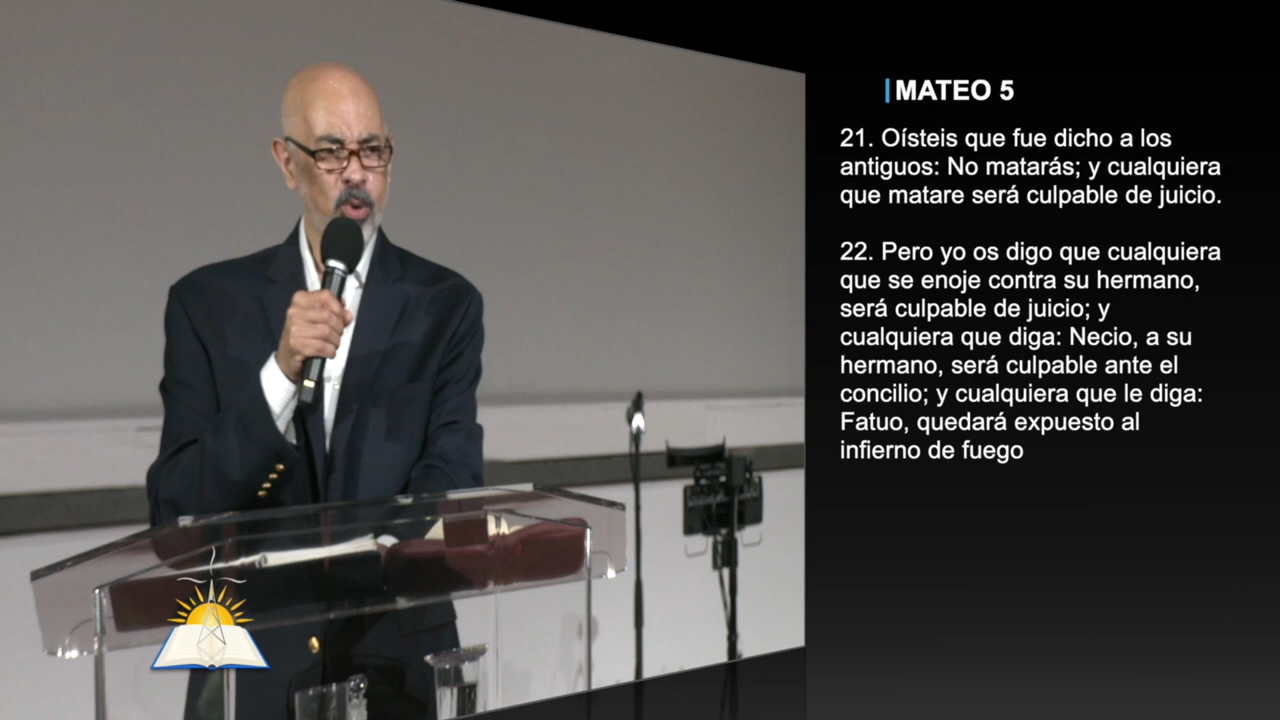 MATEO 5
21. Oísteis que fue dicho a los
antiguos: No matarás; y cualquiera
que matare será culpable de juicio.
22. Pero yo os digo que cualquiera
que se enoje contra su hermano,
será culpable de juicio; y
cualquiera que diga: Necio, a su
hermano, será culpable ante el
concilio; y cualquiera que le diga:
Fatuo, quedará expuesto al
infierno de fuego